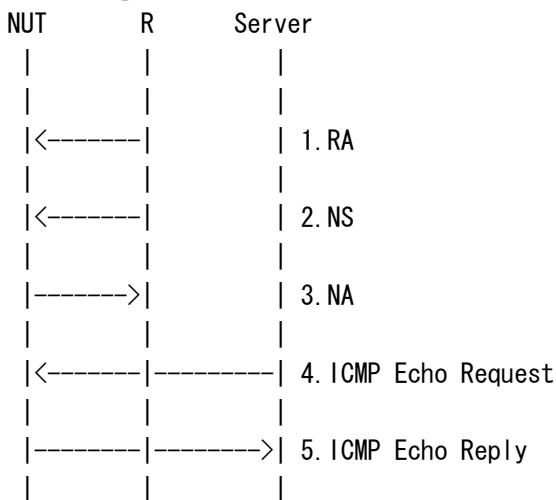 NUT R Server
| | |
| | |
|<-------| | 1.RA
| | |
|<-------| | 2.NS
| | |
|------->| | 3.NA
| | |
|<-------|---------| 4.ICMP Echo Request
| | |
|--------|-------->| 5.ICMP Echo Reply
| | |